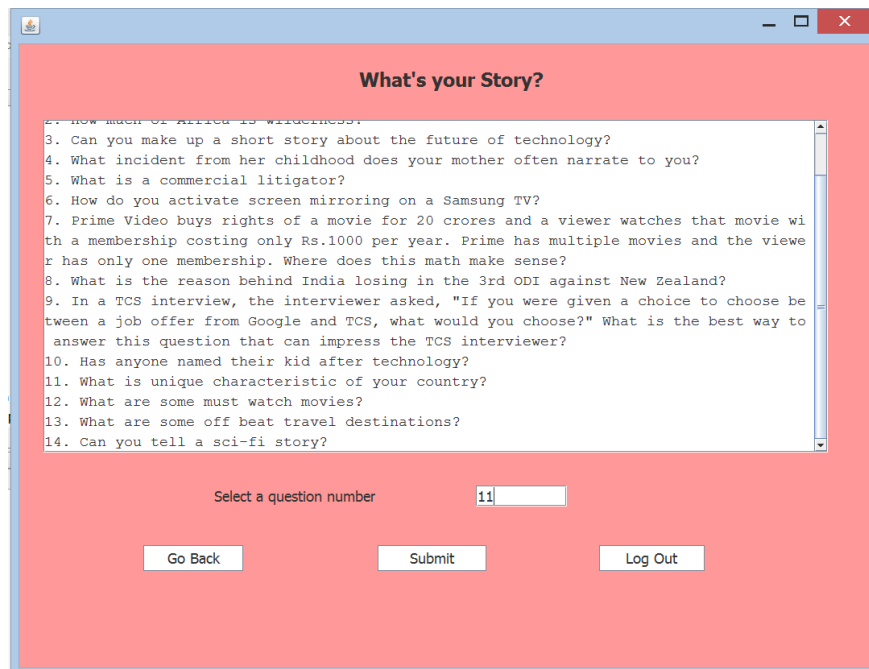 What's your Story?
2. How much of Africa is wilderness?
3. Can you make up a short story about the future of technology?
4. What incident from her childhood does your mother often narrate to you?
5. What is a commercial litigator?
6. How do you activate screen mirroring on a Samsung TV?
7. Prime Video buys rights of a movie for 20 crores and a viewer watches that movie wi
th a membership costing only Rs.1000 per year. Prime has multiple movies and the viewe
r has only one membership. Where does this math make sense?
8. What is the reason behind India losing in the 3rd ODI against New Zealand?
9. In a TCS interview, the interviewer asked, "If you were given a choice to choose be
tween a job offer from Google and TCS, what would you choose?" What is the best way to
 answer this question that can impress the TCS interviewer?
10. Has anyone named their kid after technology?
11. What is unique characteristic of your country?
12. What are some must watch movies?
13. What are some off beat travel destinations?
14. Can you tell a sci-fi story?
Select a question number 11
Go Back Submit Log Out